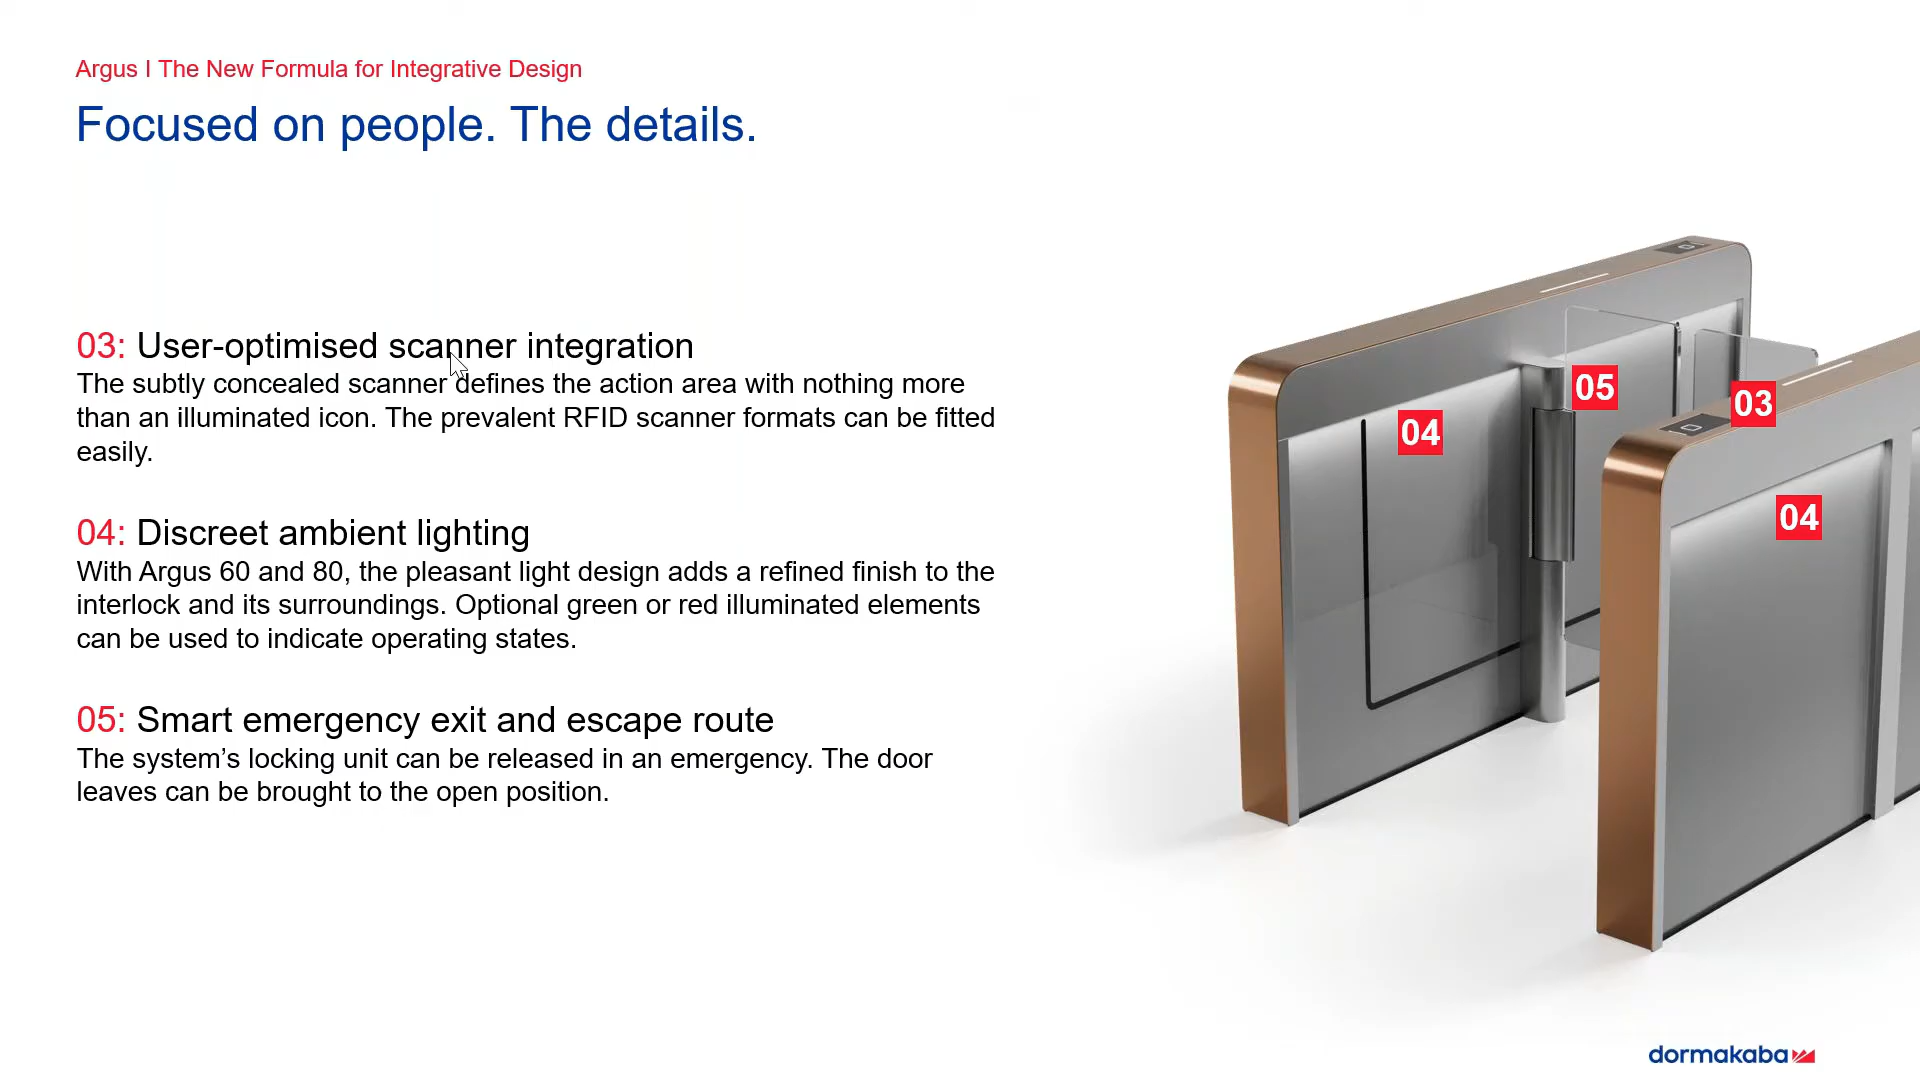 Argus I The New Formula for Integrative Design
Focused on people. The details.
03: User-optimised scanner integration
The subtly concealed scanner defines the action area with nothing more
than an illuminated icon. The prevalent RFID scanner formats can be fitted
easily.
04: Discreet ambient lighting
With Argus 60 and 80, the pleasant light design adds a refined finish to the
interlock and its surroundings. Optional green or red illuminated elements
can be used to indicate operating states.
05: Smart emergency exit and escape route
The system’s locking unit can be released in an emergency. The door
leaves can be brought to the open position.
05
03
04
04
dormakaba